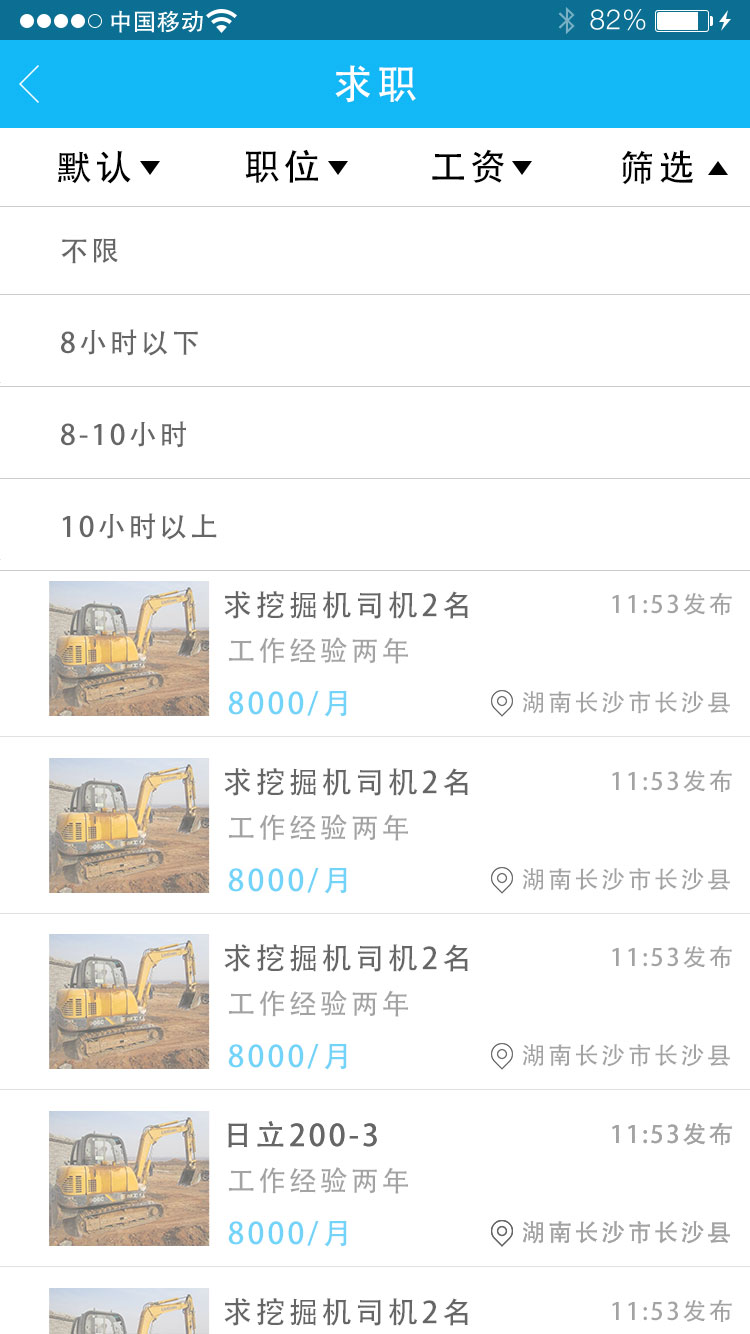 中国移动 82%
求职
默认 职位 工资 筛选
不限
8小时以下
8-10小时
10小时以上
求挖掘机司机2名 11:53发布
工作经验两年
8000/月 湖南长沙市长沙县
求挖掘机司机2名 11:53发布
工作经验两年
8000/月 湖南长沙市长沙县
求挖掘机司机2名 11:53发布
工作经验两年
8000/月 湖南长沙市长沙县
日立200-3 11:53发布
工作经验两年
8000/月 湖南长沙市长沙县
求挖掘机司机2名 11:53发布